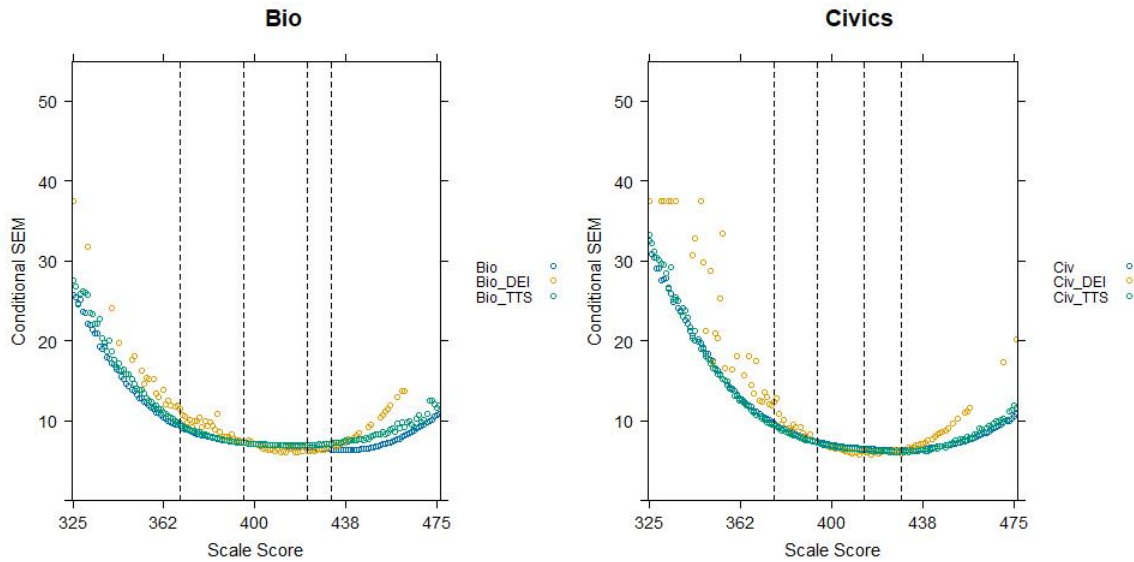 Bio
Conditional SEM
50
40
30
20
10
325
362
400
438
475
Scale Score
Bio
Bio_DEI
Bio_TTS
Civics
Conditional SEM
50
40
30
20
10
325
362
400
438
475
Scale Score
Civ
Civ_DEI
Civ_TTS